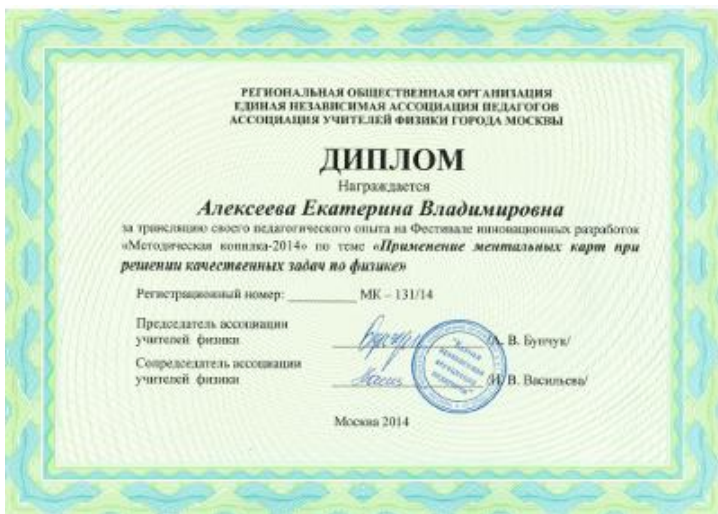 РЕГИОНАЛЬНАЯ ОБЩЕСТВЕННАЯ ОРГАНИЗАЦИЯ
ЕДИНАЯ НЕЗАВИСИМАЯ АССОЦИАЦИЯ ПЕДАГОГОВ
АССОЦИАЦИЯ УЧИТЕЛЕЙ ФИЗИКИ ГОРОДА МОСКВЫ
ДИПЛОМ
Награждается
Алексеева Екатерина Владимировна
за трансляцию своего педагогического опыта на Фестивале инновационных разработок
«Методическая копилка-2014» по теме «Применение ментальных карт при
решении качественных задач по физике»
Регистрационный номер: __________ МК – 131/14
Председатель ассоциации
учителей физики /А. В. Бунчук/
Сопредседатель ассоциации
учителей физики /И. В. Васильева/
Москва 2014